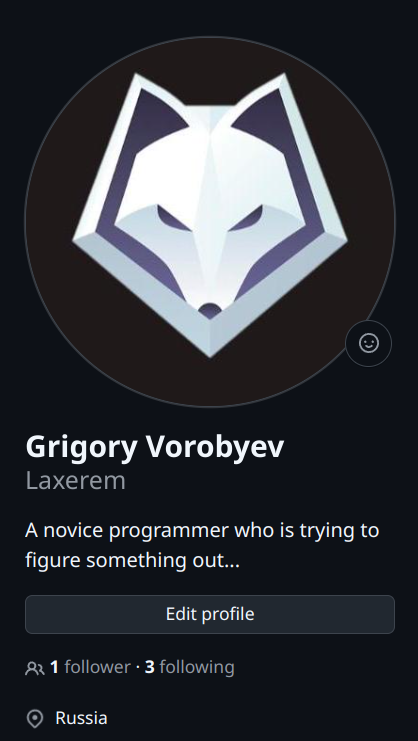 Grigory Vorobyev
Laxerem
A novice programmer who is trying to
figure something out...
Edit profile
1 follower · 3 following
Russia